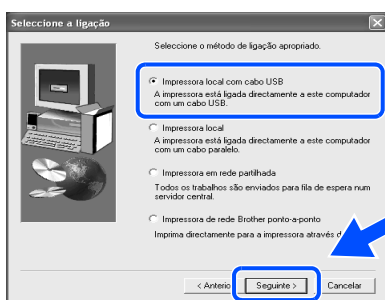 Seleccione a ligação
Seleccione o método de ligação apropriado.
Impressora local com cabo USB
A impressora está ligada directamente a este computador
com um cabo USB.
Impressora local
A impressora está ligada directamente a este computador
com um cabo paralelo.
Impressora em rede partilhada
Todos os trabalhos são enviados para fila de espera num
servidor central.
Impressora de rede Brother ponto-a-ponto
Imprima directamente para a impressora através d
< Anterio
Seguinte >
Cancelar